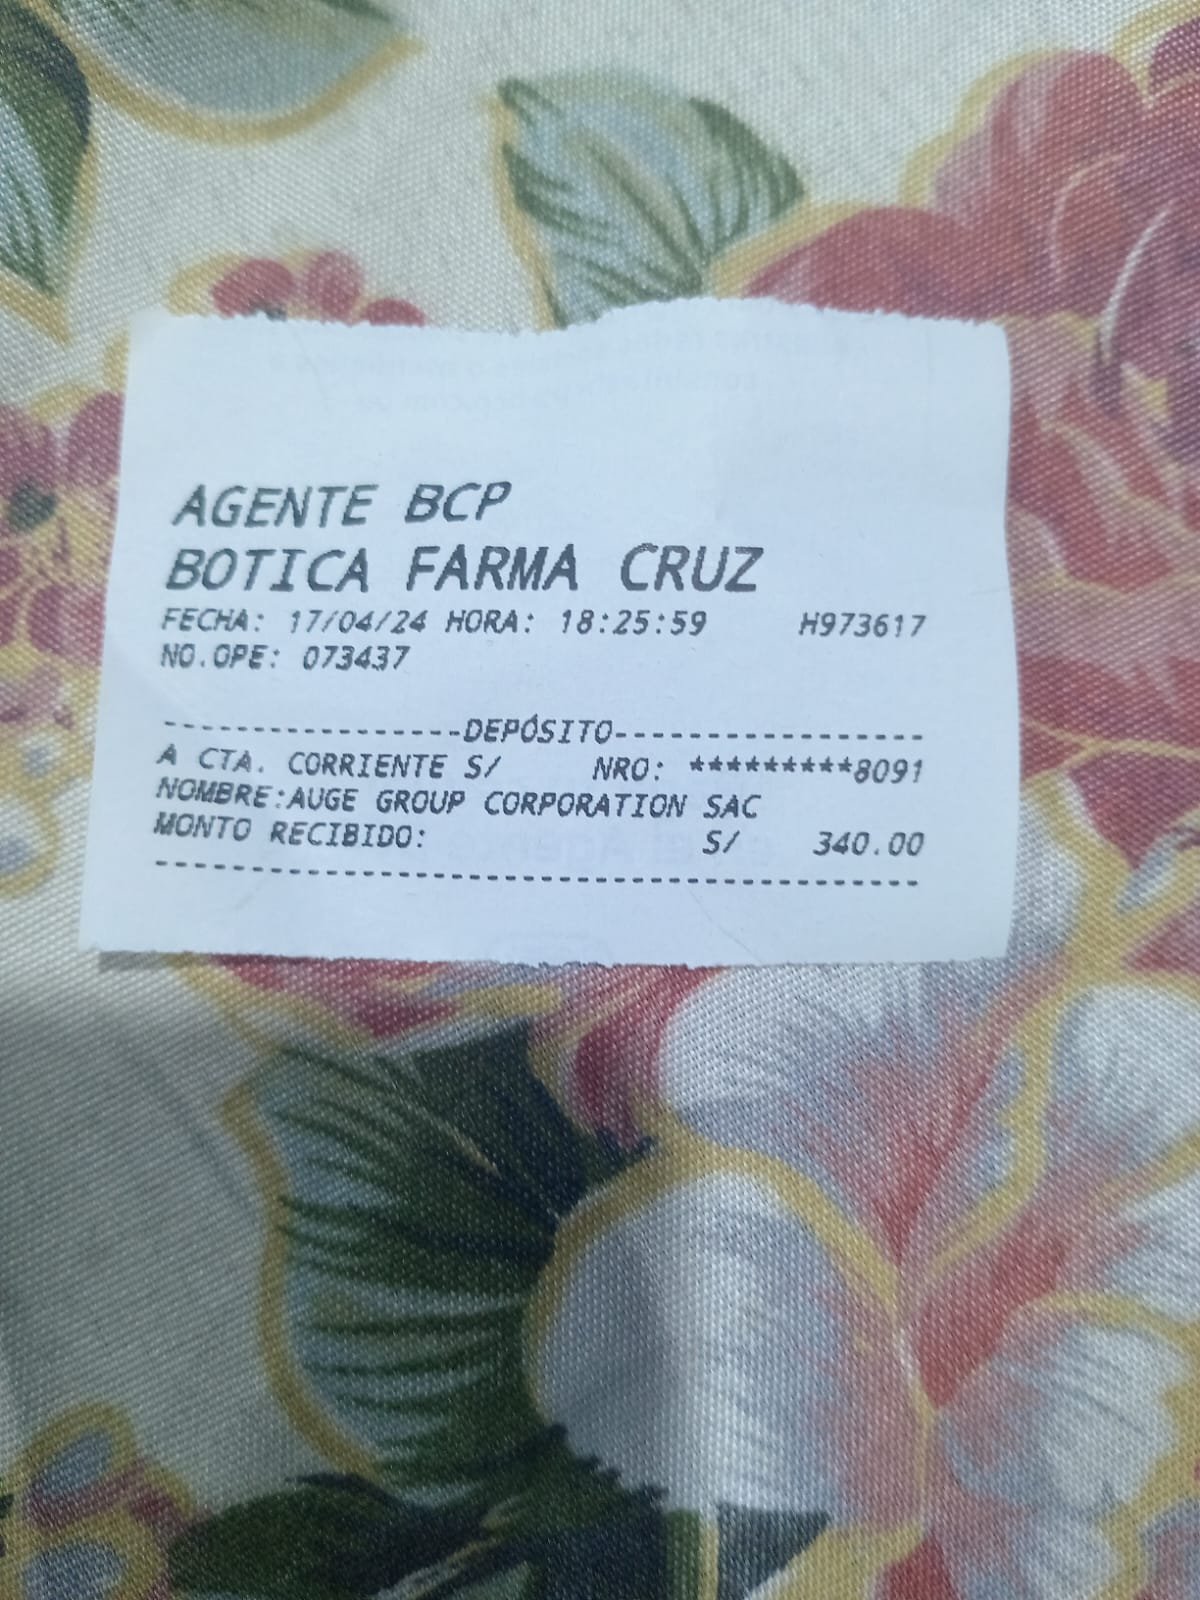 AGENTE BCP
BOTICA FARMA CRUZ
FECHA: 17/04/24 HORA: 18:25:59 H973617
NO.OPE: 073437
-----------------DEPÓSITO-----------------
A CTA. CORRIENTE S/ NRO: *********8091
NOMBRE:AUGE GROUP CORPORATION SAC
MONTO RECIBIDO: S/ 340.00
------------------------------------------